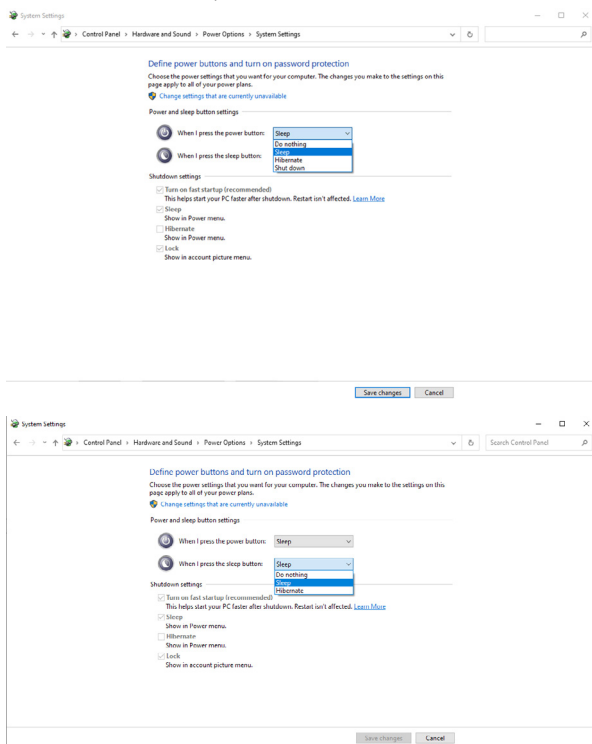 System Settings
Control Panel › Hardware and Sound › Power Options › System Settings
Define power buttons and turn on password protection
Choose the power settings that you want for your computer. The changes you make to the settings on this
page apply to all of your power plans.
Change settings that are currently unavailable
Power and sleep button settings
When I press the power button: Sleep
Do nothing
Sleep
Hibernate
Shut down
When I press the sleep button:
Shutdown settings
Turn on fast startup (recommended)
This helps start your PC faster after shutdown. Restart isn't affected. Learn More
Sleep
Show in Power menu.
Hibernate
Show in Power menu.
Lock
Show in account picture menu.
Save changes Cancel
System Settings
Control Panel › Hardware and Sound › Power Options › System Settings Search Control Panel
Define power buttons and turn on password protection
Choose the power settings that you want for your computer. The changes you make to the settings on this
page apply to all of your power plans.
Change settings that are currently unavailable
Power and sleep button settings
When I press the power button: Sleep
When I press the sleep button: Sleep
Do nothing
Sleep
Hibernate
Shutdown settings
Turn on fast startup (recommended)
This helps start your PC faster after shutdown. Restart isn't affected. Learn More
Sleep
Show in Power menu.
Hibernate
Show in Power menu.
Lock
Show in account picture menu.
Save changes Cancel